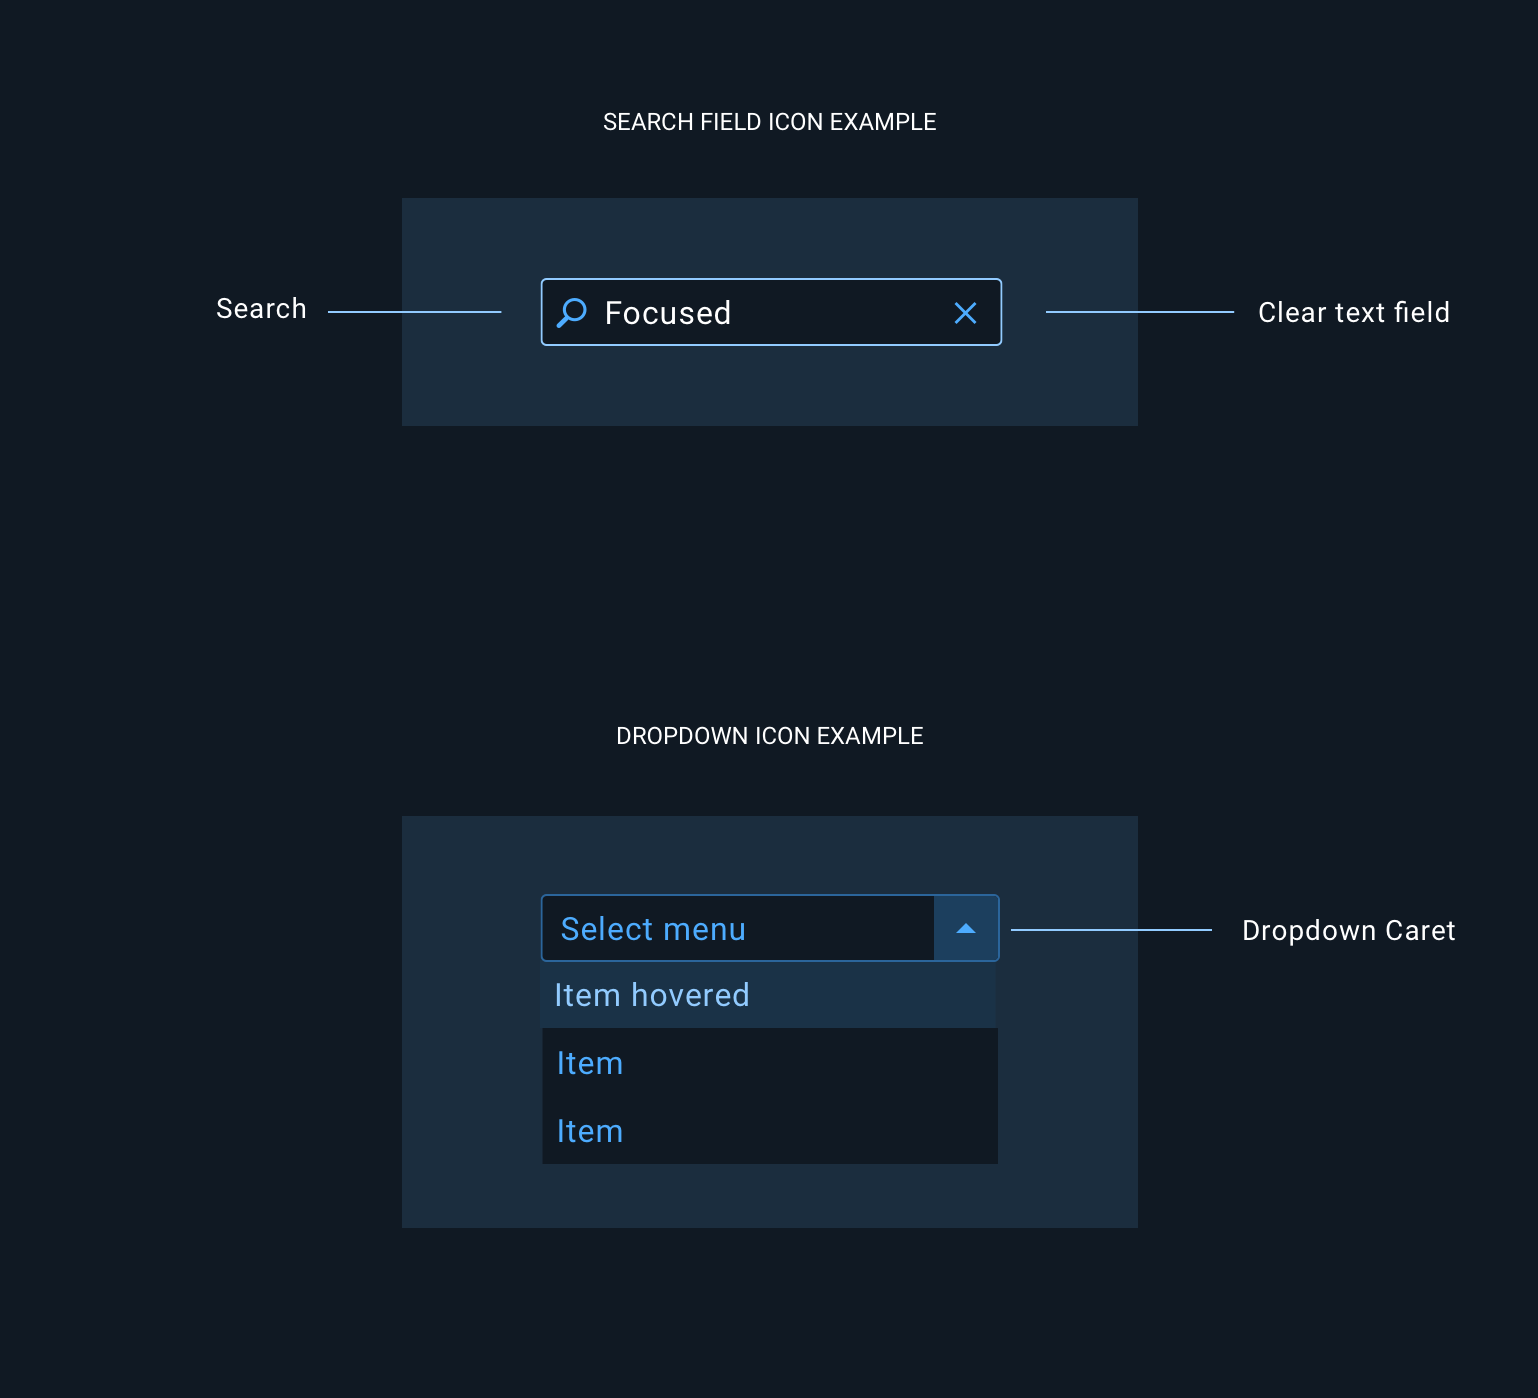 SEARCH FIELD ICON EXAMPLE
Search
Focused
Clear text field
DROPDOWN ICON EXAMPLE
Select menu
Dropdown Caret
Item hovered
Item
Item